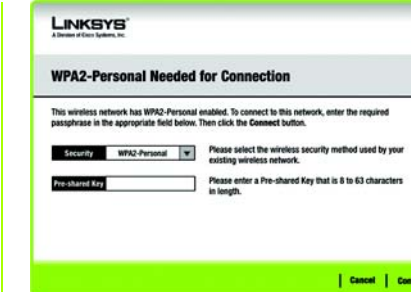 LINKSYS®
A Division of Cisco Systems, Inc.
WPA2-Personal Needed for Connection
This wireless network has WPA2-Personal enabled. To connect to this network, enter the required
passphrase in the appropriate field below. Then click the Connect button.
Security WPA2-Personal Please select the wireless security method used by your
existing wireless network.
Pre-shared Key Please enter a Pre-shared Key that is 8 to 63 characters
in length.
Cancel Con